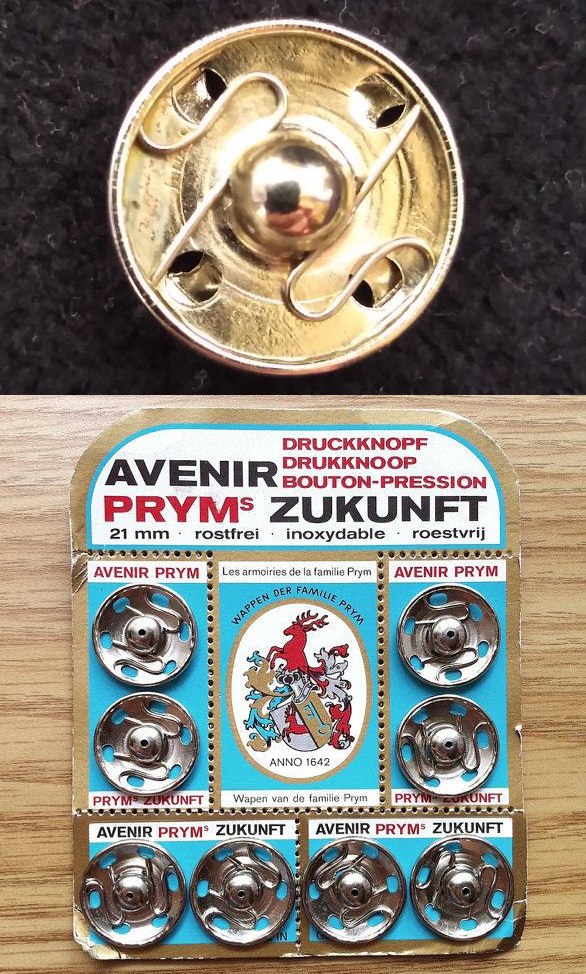 DRUCKKNOPF
DRUKKNOOP
AVENIR BOUTON-PRESSION
PRYMS ZUKUNFT
21 mm · rostfrei · inoxydable · roestvrij
AVENIR PRYM
Les armoiries de la familie Prym
AVENIR PRYM
WAPPEN DER FAMILIE PRYM
ANNO 1642
PRYMS ZUKUNFT
Wapen van de familie Prym
PRYMS ZUKUNFT
AVENIR PRYMS ZUKUNFT
AVENIR PRYMS ZUKUNFT